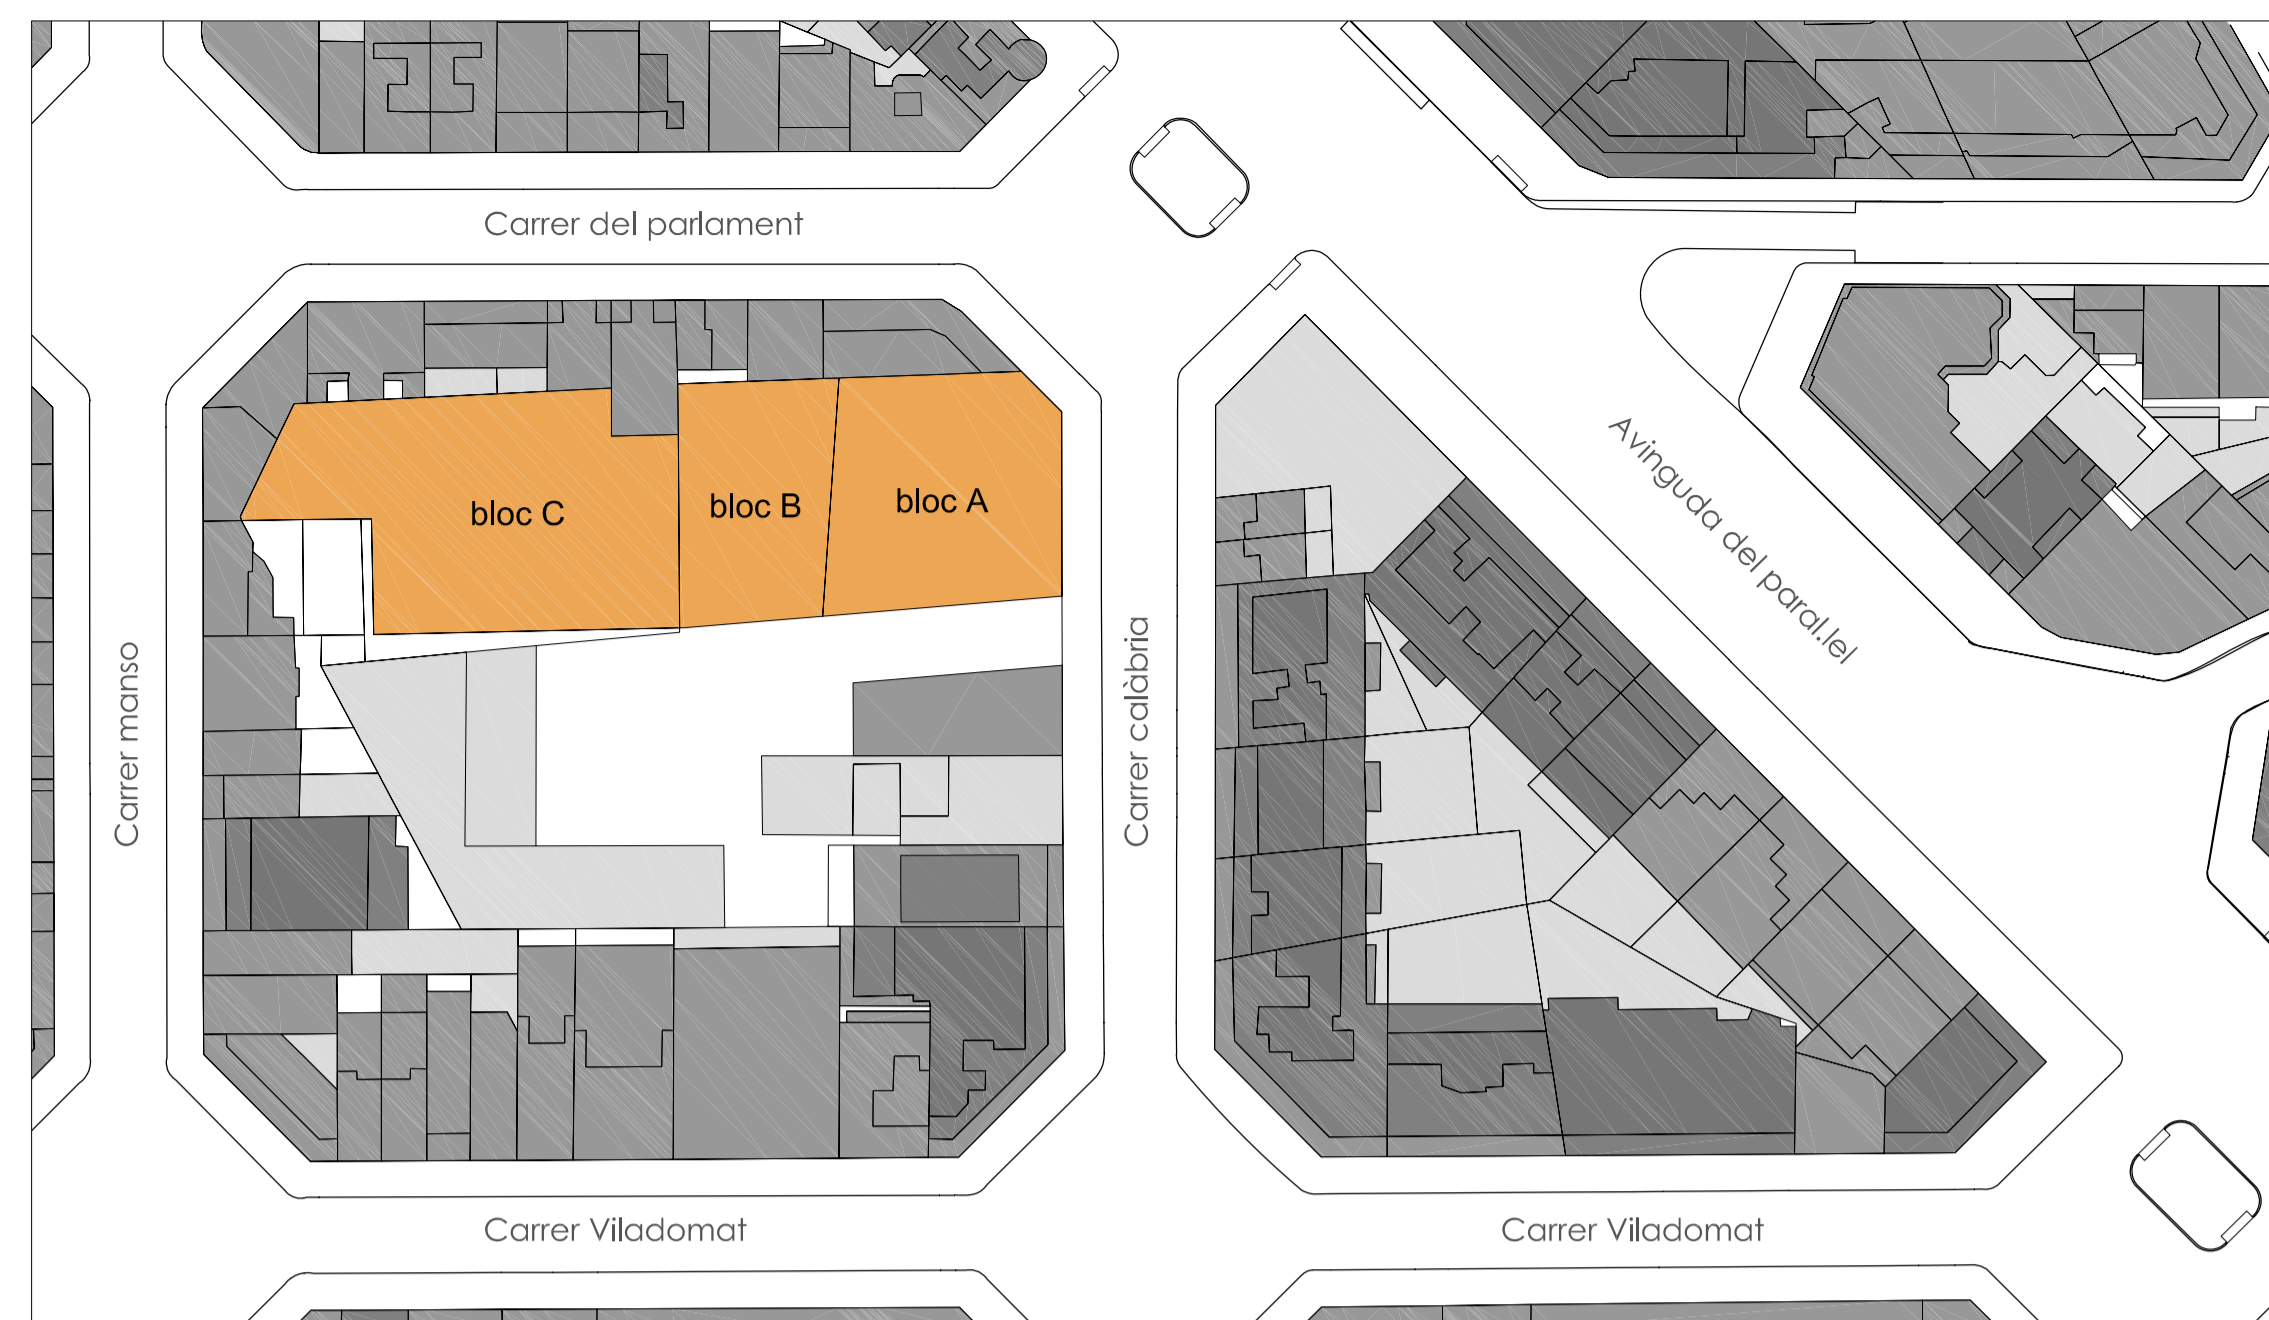 Carrer del parlament
Avinguda del paral.lel
bloc C
bloc B
bloc A
Carrer manso
Carrer calàbria
Carrer Viladomat
Carrer Viladomat